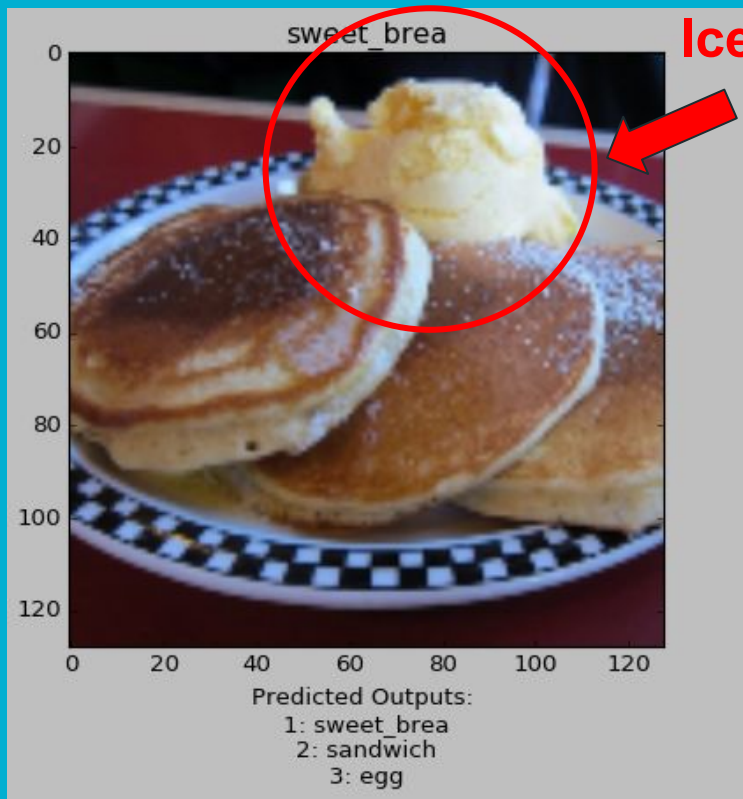 sweet_brea
Ice
0
20
40
60
80
100
120
0 20 40 60 80 100 120
Predicted Outputs:
1: sweet_brea
2: sandwich
3: egg